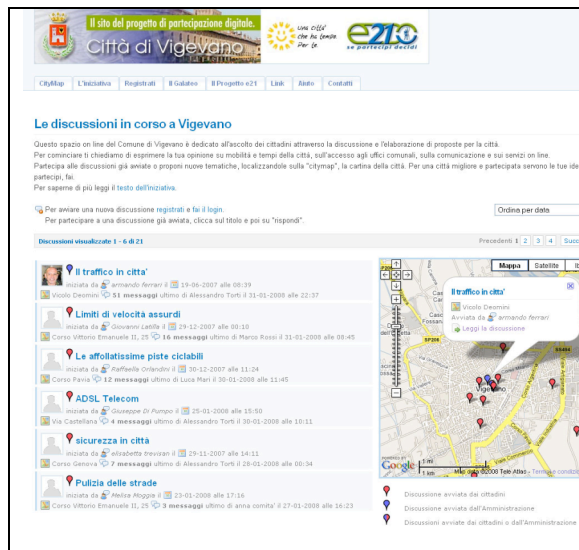 Il sito del progetto di partecipazione digitale.
Città di Vigevano
Una città
che ha tempo
Per te.
e21
se partecipi decidi
CityMap L'iniziativa Registrati Il Galateo Il Progetto e21 Link Aiuto Contatti
Le discussioni in corso a Vigevano
Questo spazio on line del Comune di Vigevano è dedicato all'ascolto dei cittadini attraverso la discussione e l'elaborazione di proposte per la città.
Per cominciare ti chiediamo di esprimere la tua opinione su mobilità e tempi della città, sull'accesso agli uffici comunali, sulla comunicazione e sui servizi on line.
Partecipa alle discussioni già avviate o proponi nuove tematiche, localizzandole sulla "citymap", la cartina della città. Per una città migliore e partecipata servono le tue ide
partecipi, fai.
Per saperne di più leggi il testo dell'iniziativa.
Per avviare una nuova discussione registrati e fai il login.
Per partecipare a una discussione già avviata, clicca sul titolo e poi su "rispondi".
Ordina per data
Discussioni visualizzate 1 - 6 di 21
Precedenti 1 2 3 4 Succ
Il traffico in citta'
iniziata da armando ferrari il 19-06-2007 alle 08:39
Vicolo Deomini 51 messaggi ultimo di Alessandro Torti il 31-01-2008 alle 22:37
Limiti di velocità assurdi
iniziata da Giovanni Latilla il 29-12-2007 alle 00:10
Corso Vittorio Emanuele II, 25 16 messaggi ultimo di Marco Rossi il 31-01-2008 alle 08:45
Le affollatissime piste ciclabili
iniziata da Raffaella Orlandini il 30-12-2007 alle 11:24
Corso Pavia 12 messaggi ultimo di Luca Mari il 30-01-2008 alle 11:45
ADSL Telecom
iniziata da Giuseppe Di Pumpo il 25-01-2008 alle 15:50
Via Castellana 4 messaggi ultimo di Alessandro Torti il 30-01-2008 alle 10:11
sicurezza in città
iniziata da elisabetta trevisan il 29-11-2007 alle 14:11
Corso Genova 7 messaggi ultimo di Alessandro Torti il 28-01-2008 alle 00:34
Pulizia delle strade
iniziata da Melisa Moggia il 23-01-2008 alle 17:16
Corso Vittorio Emanuele II, 25 3 messaggi ultimo di anna comita' il 27-01-2008 alle 16:23
Mappa Satellite
Il traffico in citta'
Vicolo Deomini
Avviata da armando ferrari
Leggi la discussione
SP206
SS494
Vigevano
Google
1 mi
1 km
Map data ©2008 Tele Atlas - Termini e condizio
Discussione avviata dai cittadini
Discussione avviata dall'Amministrazione
Discussioni avviate dai cittadini o dall'Amministrazione